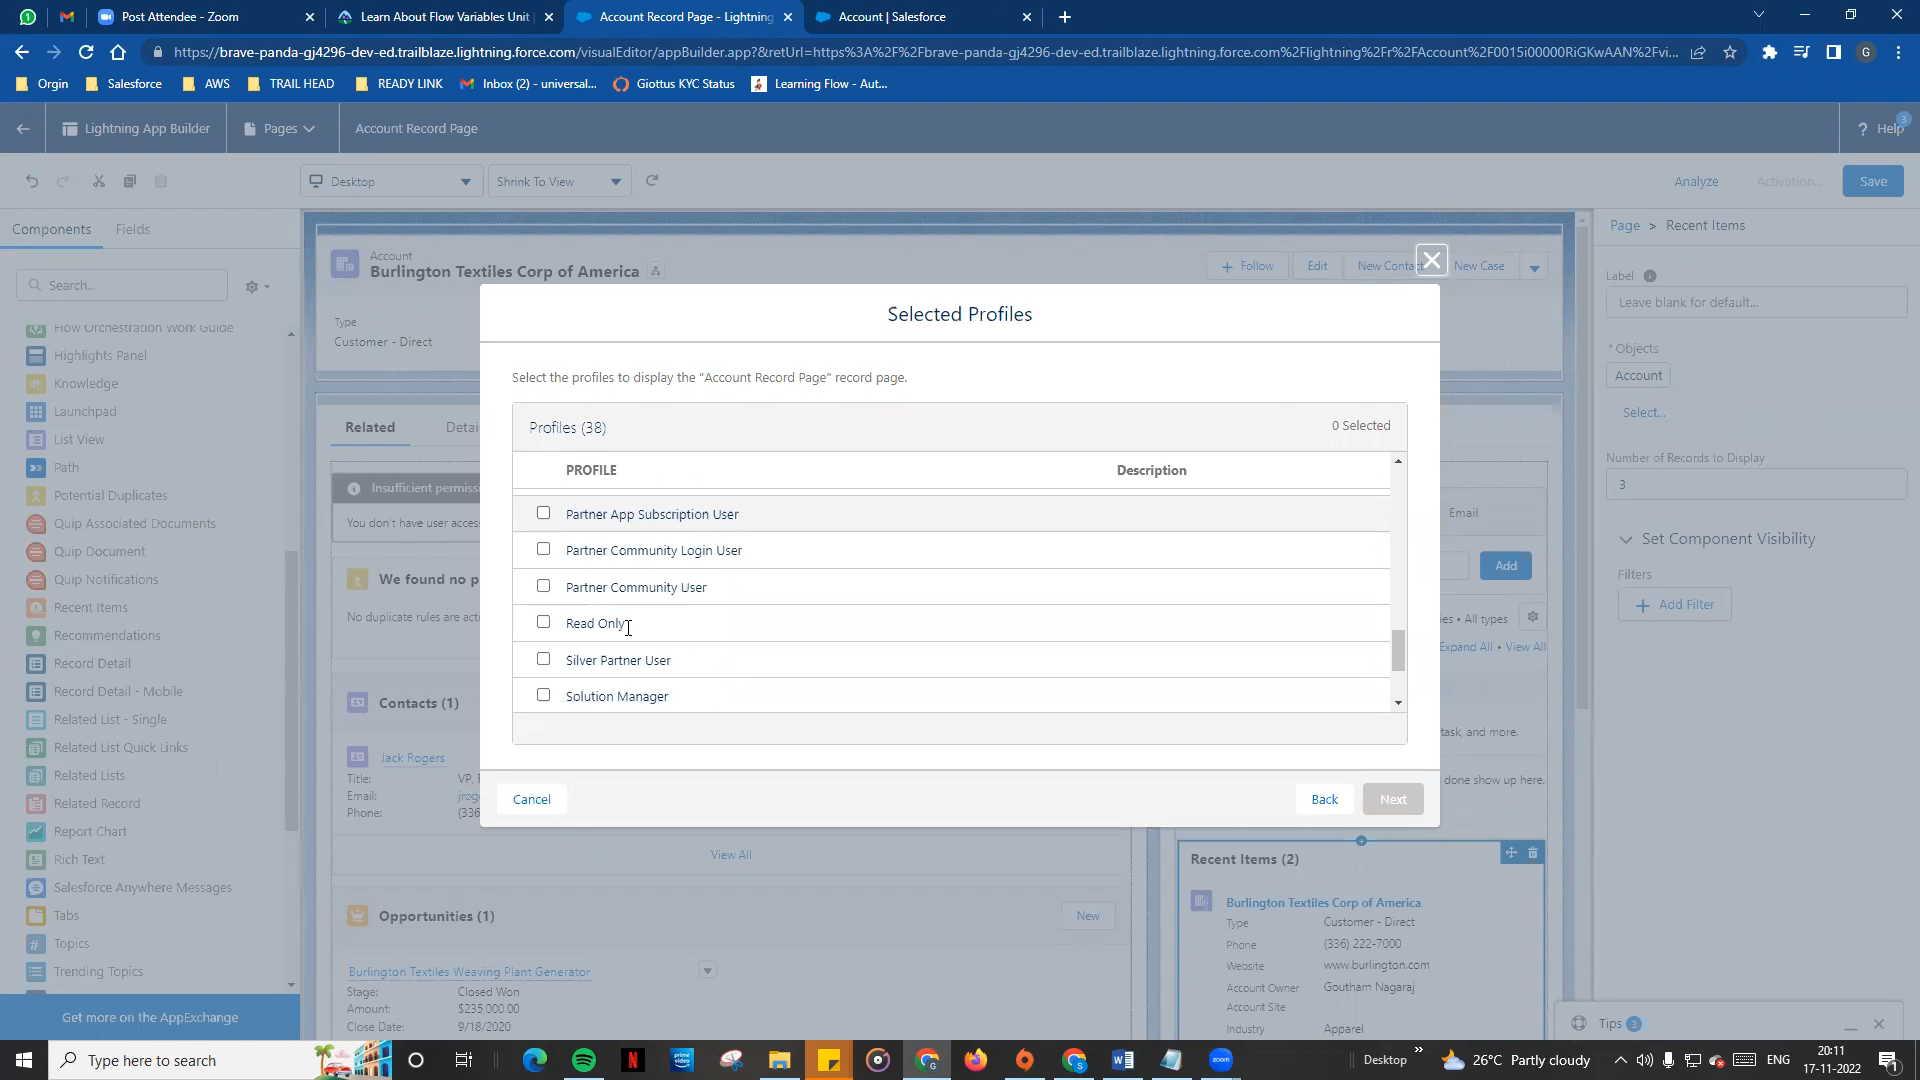 Post Attendee - Zoom
Learn About Flow Variables Unit
Account Record Page - Lightning
Account | Salesforce
https://brave-panda-gj4296-dev-ed.trailblaze.lightning.force.com/visualEditor/appBuilder.app?&retUrl=https%3A%2F%2Fbrave-panda-gj4296-dev-ed.trailblaze.lightning.force.com%2Flightning%2Fr%2FAccount%2F0015i00000RiGKwAAN%2Fvi...
G
Orgin
Salesforce
AWS
TRAIL HEAD
READY LINK
Inbox (2) - universal...
Giottus KYC Status
Learning Flow - Aut...
Lightning App Builder
Pages
Account Record Page
? Help
3
Desktop
Shrink To View
Analyze
Activation...
Save
Components
Fields
Search...
Flow Orchestration Work Guide
Highlights Panel
Knowledge
Launchpad
List View
Path
Potential Duplicates
Quip Associated Documents
Quip Document
Quip Notifications
Recent Items
Recommendations
Record Detail
Record Detail - Mobile
Related List - Single
Related List Quick Links
Related Lists
Related Record
Report Chart
Rich Text
Salesforce Anywhere Messages
Tabs
Topics
Trending Topics
Get more on the AppExchange
Account
Burlington Textiles Corp of America
+ Follow
Edit
New Contact
New Case
Type
Customer - Direct
Related
Detai
Insufficient permissi
You don't have user acces
We found no p
No duplicate rules are acti
Contacts (1)
Jack Rogers
Title:
VP, F
Email:
jrog
Phone:
(336
View All
Opportunities (1)
New
Burlington Textiles Weaving Plant Generator
Stage:
Closed Won
Amount:
$235,000.00
Close Date:
9/18/2020
Selected Profiles
Select the profiles to display the "Account Record Page" record page.
Profiles (38)
0 Selected
PROFILE
Description
Partner App Subscription User
Partner Community Login User
Partner Community User
Read Only
Silver Partner User
Solution Manager
Cancel
Back
Next
Email
Add
es • All types
Expand All • View All
task, and more.
done show up here.
Recent Items (2)
Burlington Textiles Corp of America
Type
Customer - Direct
Phone
(336) 222-7000
Website
www.burlington.com
Account Owner
Goutham Nagaraj
Account Site
Industry
Apparel
Page > Recent Items
Label
Leave blank for default...
* Objects
Account
Select...
Number of Records to Display
3
Set Component Visibility
Filters
+ Add Filter
Tips 3
Type here to search
Desktop
26°C Partly cloudy
ENG
20:11
17-11-2022
1